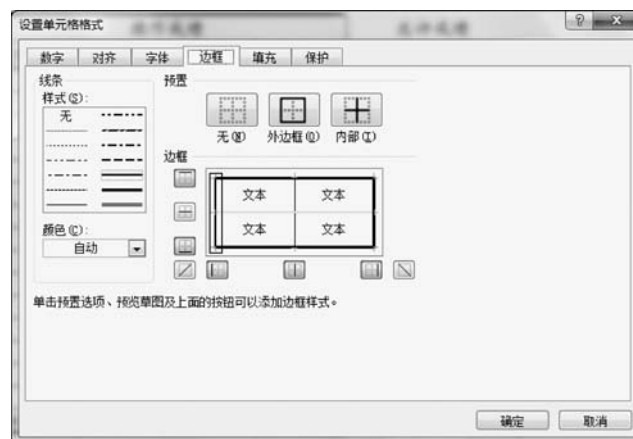 设置单元格格式
数字 对齐 字体 边框 填充 保护
线条
样式(S):
无
颜色(C):
自动
预置
无(N) 外边框(O) 内部(I)
边框
文本 文本
文本 文本
单击预置选项、预览草图及上面的按钮可以添加边框样式。
确定 取消